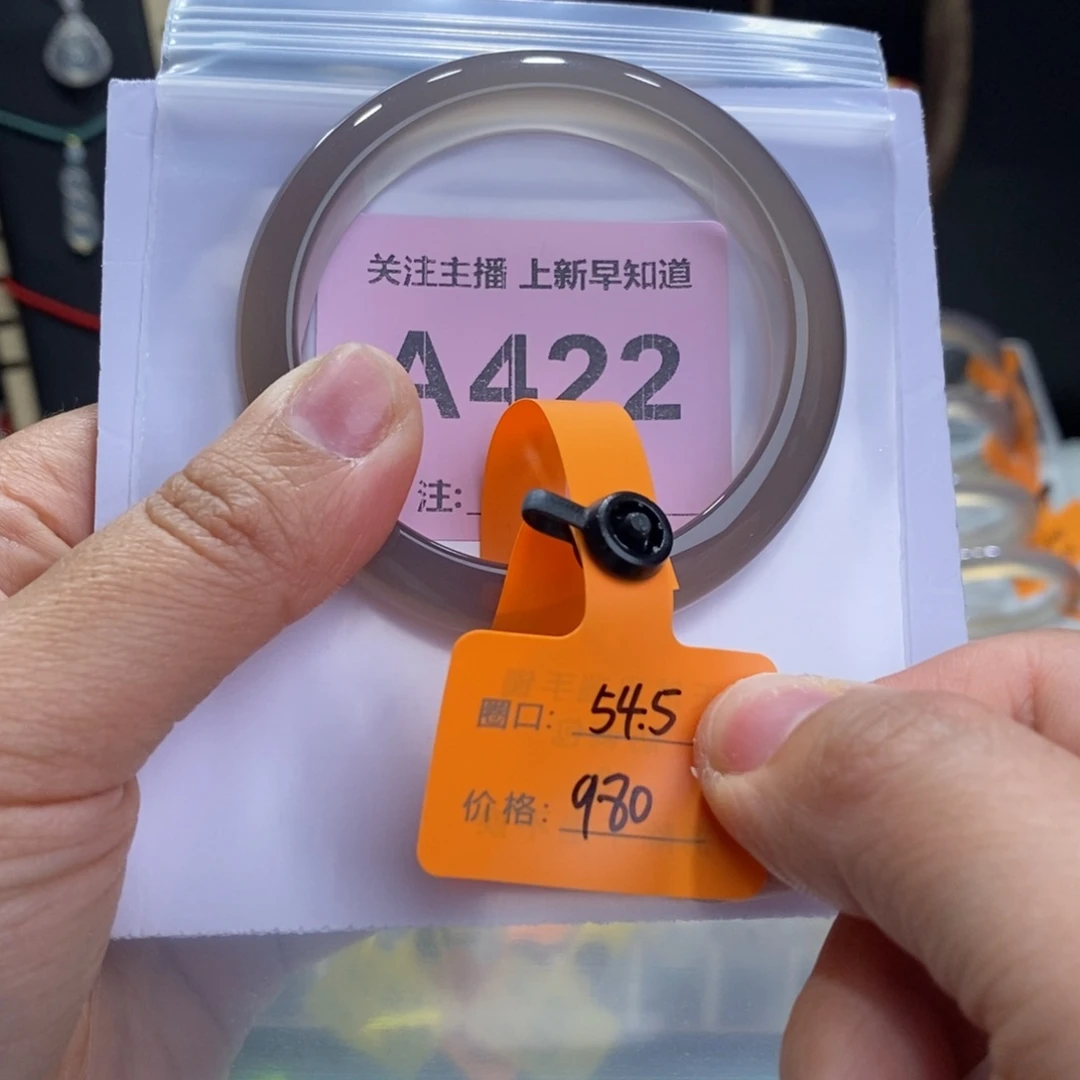 关注主播 上新早知道
A422
注:
圈口: 54.5
价格: 980